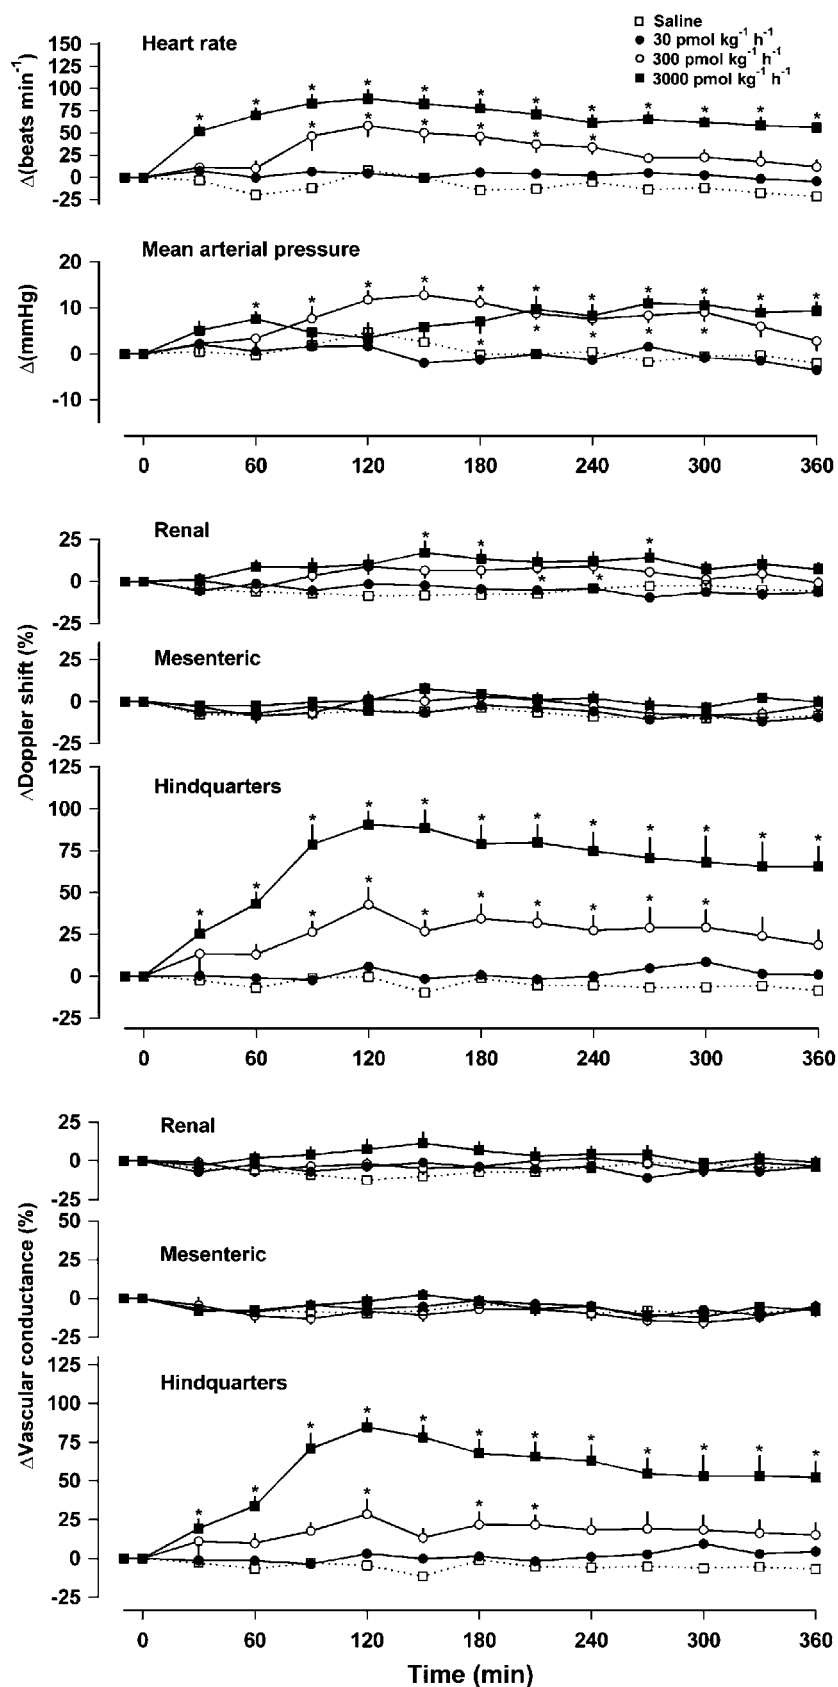 Saline
30 pmol kg⁻¹ h⁻¹
300 pmol kg⁻¹ h⁻¹
3000 pmol kg⁻¹ h⁻¹
Heart rate
Δ(beats min⁻¹)
150
125
100
75
50
25
0
-25
Mean arterial pressure
Δ(mmHg)
20
10
0
-10
0 60 120 180 240 300 360
ΔDoppler shift (%)
Renal
25
0
-25
Mesenteric
25
0
-25
Hindquarters
125
100
75
50
25
0
-25
0 60 120 180 240 300 360
ΔVascular conductance (%)
Renal
25
0
-25
Mesenteric
50
25
0
-25
Hindquarters
125
100
75
50
25
0
-25
0 60 120 180 240 300 360
Time (min)